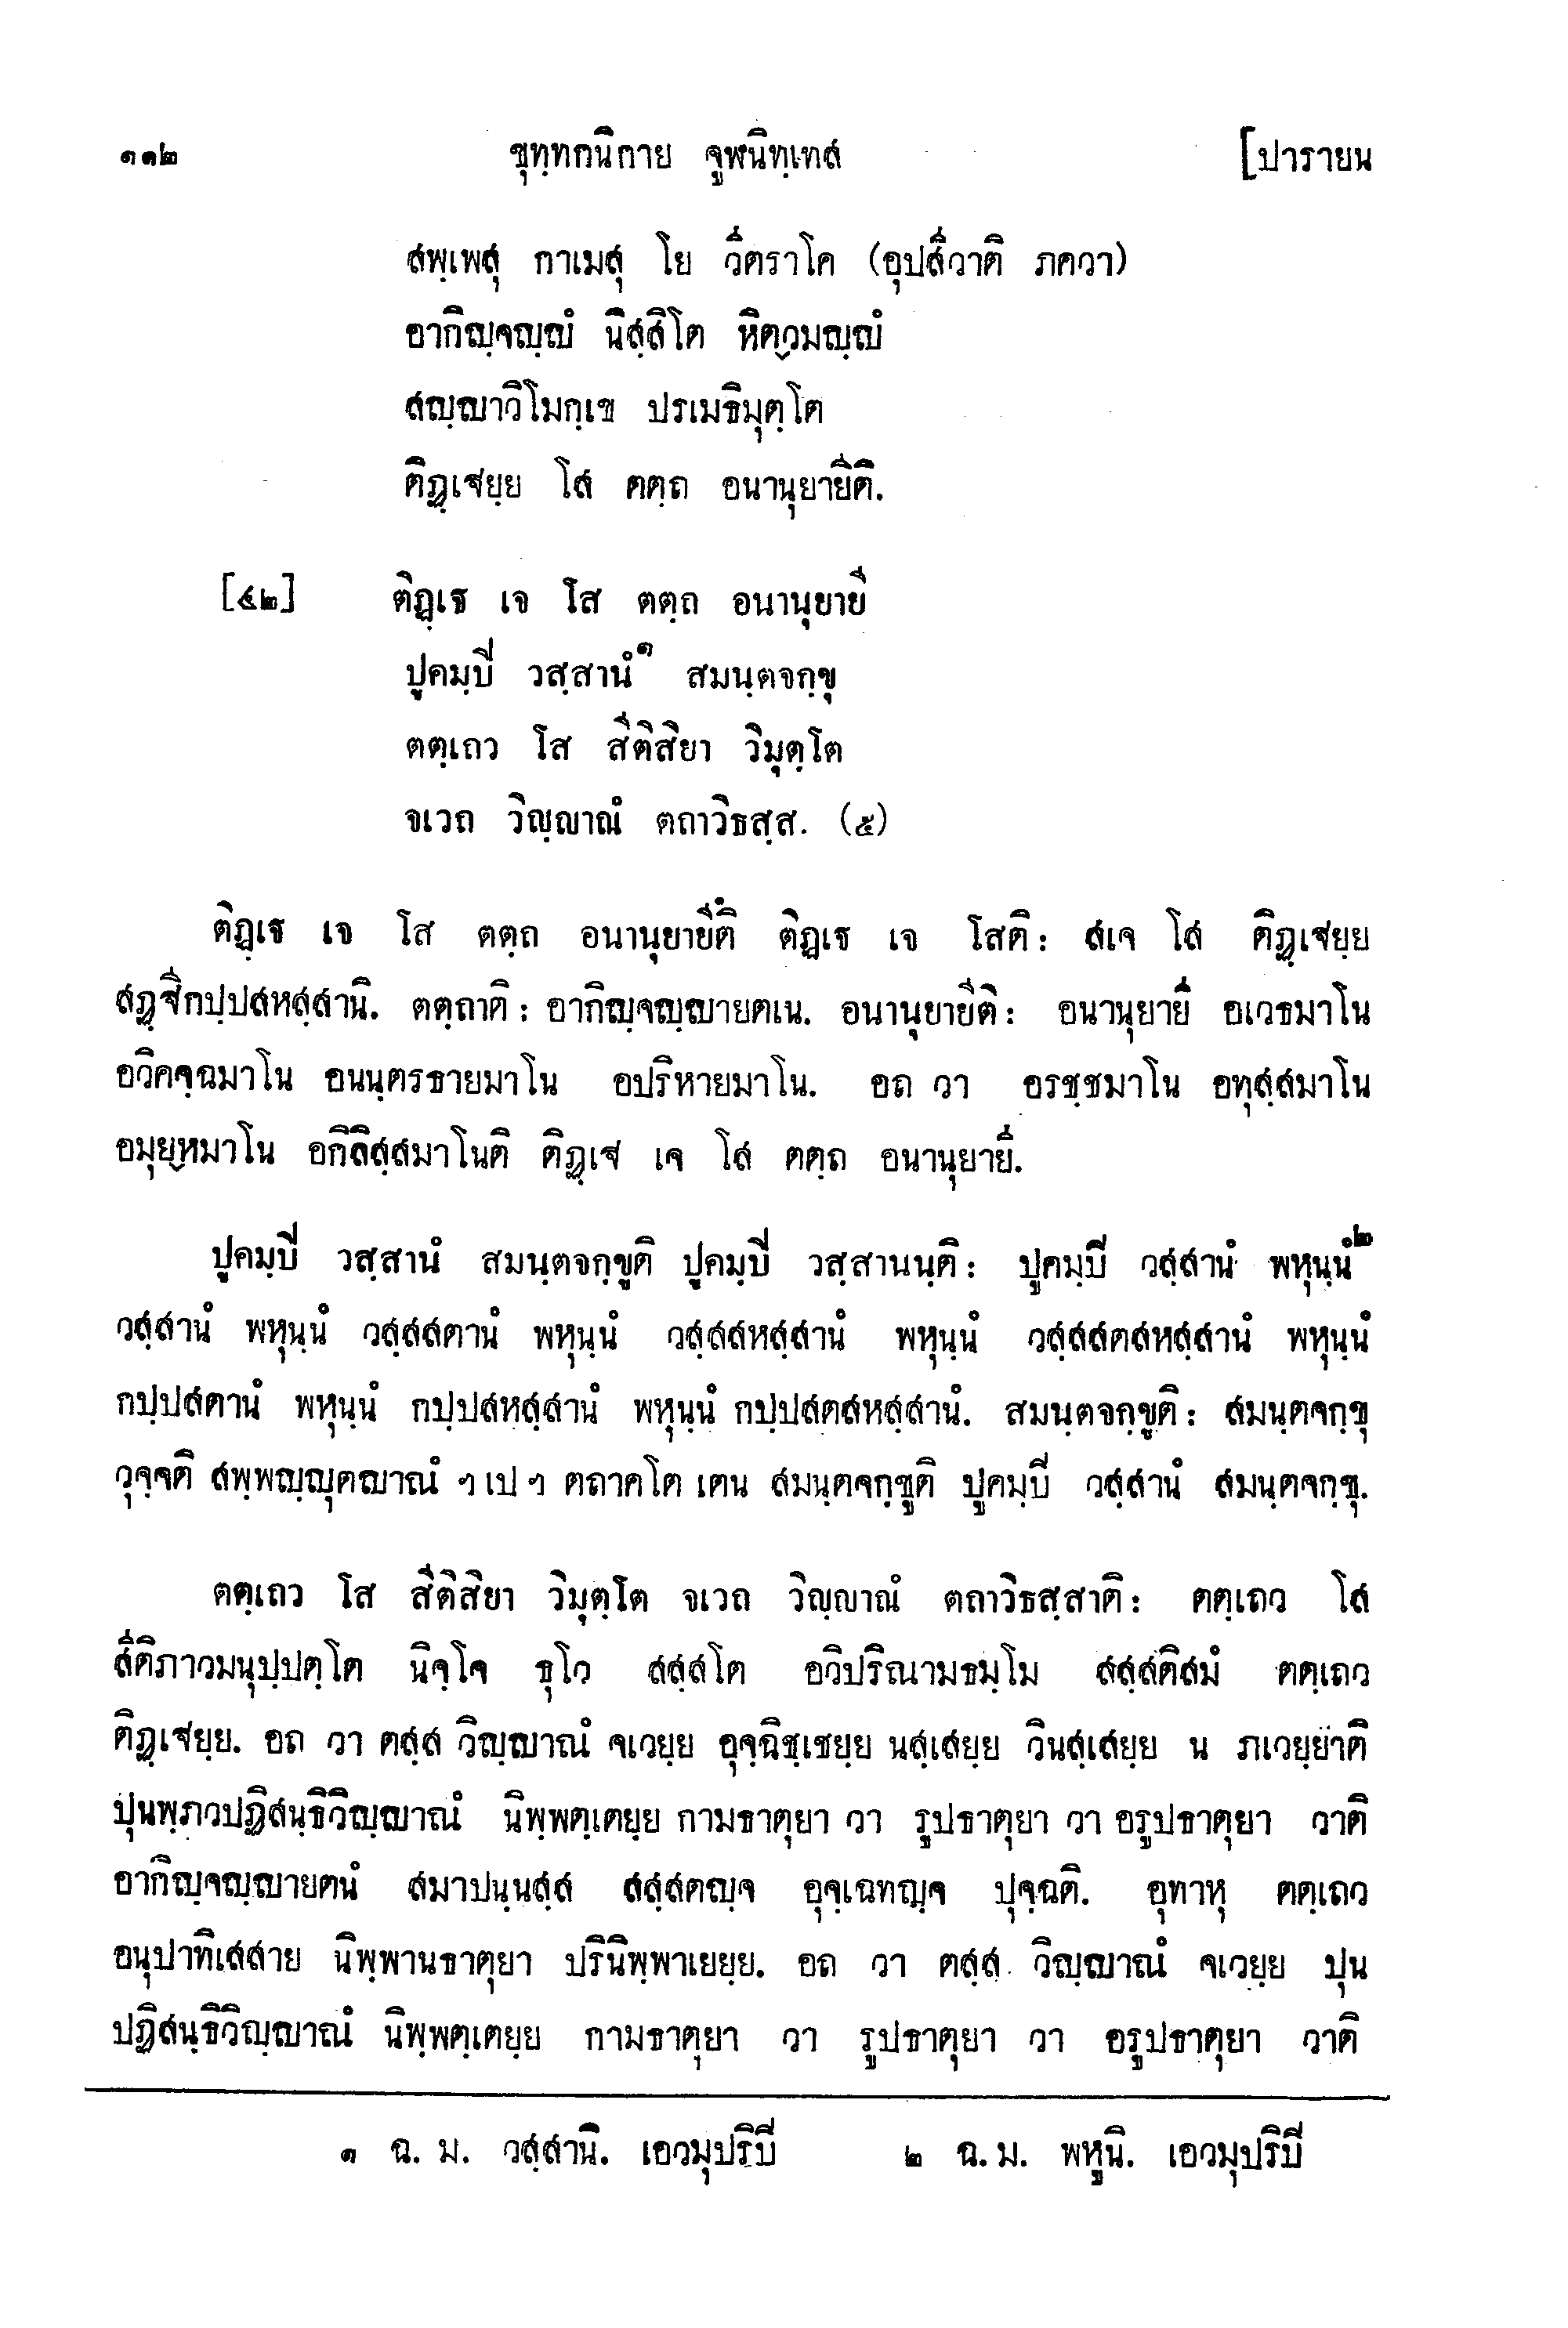 ๑๑๒ ขุทฺทกนิกาย จูฬนิทฺเทส [ปารายน
สพฺเพสุ กาเมสุ โย วีตราโค (อุปสีวาติ ภควา)
อากิญฺจญฺญํ นิสฺสิโต หิตฺวมญฺญํ
สญฺญาวิโมกฺเข ปรเมธิมุตฺโต
ติฏฺเฐยฺย โส ตตฺถ อนานุยายีติ.
[๔๒] ติฏฺเฐ เจ โส ตตฺถ อนานุยายี
ปูคมฺปิ วสฺสานํ๑ สมนฺตจกฺขุ
ตตฺเถว โส สีติสิยา วิมุตฺโต
จเวถ วิญฺญาณํ ตถาวิธสฺส. (๕)
ติฏฺเฐ เจ โส ตตฺถ อนานุยายีติ ติฏฺเฐ เจ โสติ: สเจ โส ติฏฺเฐยฺย
สฏฺฐิกปฺปสหสฺสานิ. ตตฺถาติ: อากิญฺจญฺญายตเน. อนานุยายีติ: อนานุยายี อเวธมาโน
อวิคจฺฉมาโน อนนฺตรธายมาโน อปริหายมาโน. อถ วา อรชฺชมาโน อทุสฺสมาโน
อมุยฺหมาโน อกิลิสฺสมาโนติ ติฏฺเฐ เจ โส ตตฺถ อนานุยายี.
ปูคมฺปิ วสฺสานํ สมนฺตจกฺขูติ ปูคมฺปิ วสฺสานนฺติ: ปูคมฺปิ วสฺสานํ พหุนฺนํ๒
วสฺสานํ พหุนฺนํ วสฺสสตานํ พหุนฺนํ วสฺสสหสฺสานํ พหุนฺนํ วสฺสสตสหสฺสานํ พหุนฺนํ
กปฺปสตานํ พหุนฺนํ กปฺปสหสฺสานํ พหุนฺนํ กปฺปสตสหสฺสานํ. สมนฺตจกฺขูติ: สมนฺตจกฺขุ
วุจฺจติ สพฺพญฺญุตญาณํ ฯ เป ฯ ตถาคโต เตน สมนฺตจกฺขูติ ปูคมฺปิ วสฺสานํ สมนฺตจกฺขุ.
ตตฺเถว โส สีติสิยา วิมุตฺโต จเวถ วิญฺญาณํ ตถาวิธสฺสาติ: ตตฺเถว โส
สีติภาวมนุปฺปตฺโต นิจฺโจ ธุโว สสฺสโต อวิปริณามธมฺโม สสฺสติสมํ ตตฺเถว
ติฏฺเฐยฺย. อถ วา ตสฺส วิญฺญาณํ จเวยฺย อุจฺฉิชฺเชยฺย นสฺเสยฺย วินสฺเสยฺย น ภเวยฺยาติ
ปุนพฺภวปฏิสนฺธิวิญฺญาณํ นิพฺพตฺเตยฺย กามธาตุยา วา รูปธาตุยา วา อรูปธาตุยา วาติ
อากิญฺจญฺญายตนํ สมาปนฺนสฺส สสฺสตญฺจ อุจฺเฉทญฺจ ปุจฺฉติ. อุทาหุ ตตฺเถว
อนุปาทิเสสาย นิพฺพานธาตุยา ปรินิพฺพาเยยฺย. อถ วา ตสฺส วิญฺญาณํ จเวยฺย ปุน
ปฏิสนฺธิวิญฺญาณํ นิพฺพตฺเตยฺย กามธาตุยา วา รูปธาตุยา วา อรูปธาตุยา วาติ
๑ ฉ. ม. วสฺสานิ. เอวมุปริปิ ๒ ฉ. ม. พหูนิ. เอวมุปริปิ